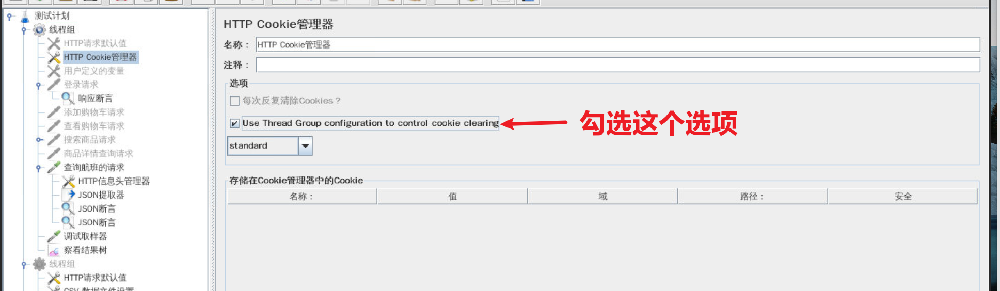 测试计划
线程组
HTTP请求默认值
HTTP Cookie管理器
用户定义的变量
登录请求
响应断言
添加购物车请求
查看购物车请求
搜索商品请求
商品详情查询请求
查询航班的请求
HTTP信息头管理器
JSON提取器
JSON断言
JSON断言
调试取样器
察看结果树
线程组
HTTP请求默认值
CSV 数据文件设置
HTTP Cookie管理器
名称： HTTP Cookie管理器
注释：
选项
每次反复清除Cookies？
Use Thread Group configuration to control cookie clearing
勾选这个选项
standard
存储在Cookie管理器中的Cookie
名称： 值 域 路径： 安全